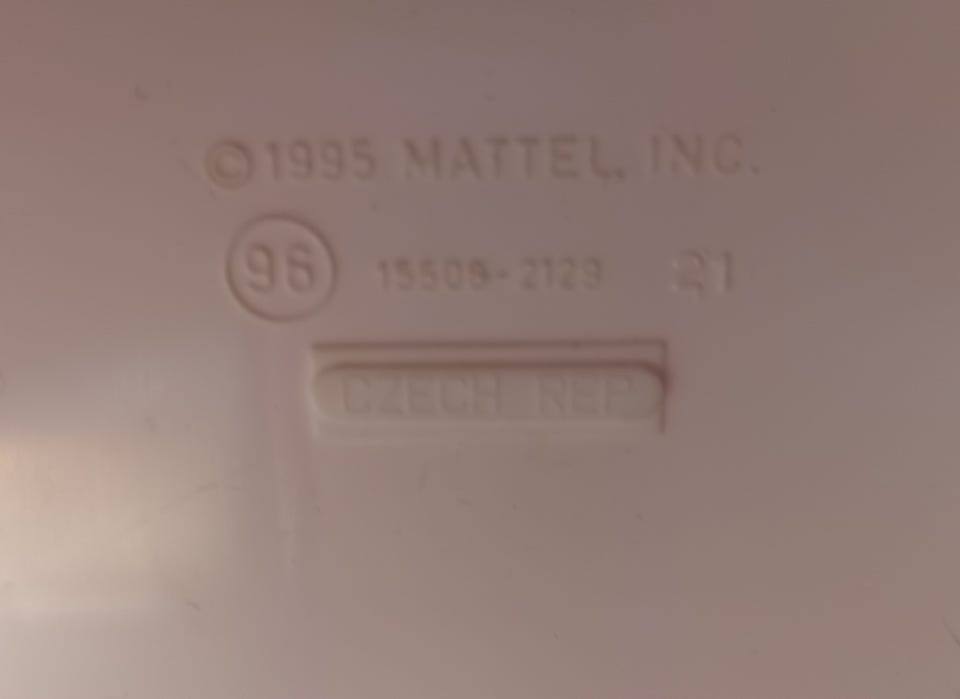 ©1995 MATTEL, INC.
96 15509-2129 21
CZECH REP